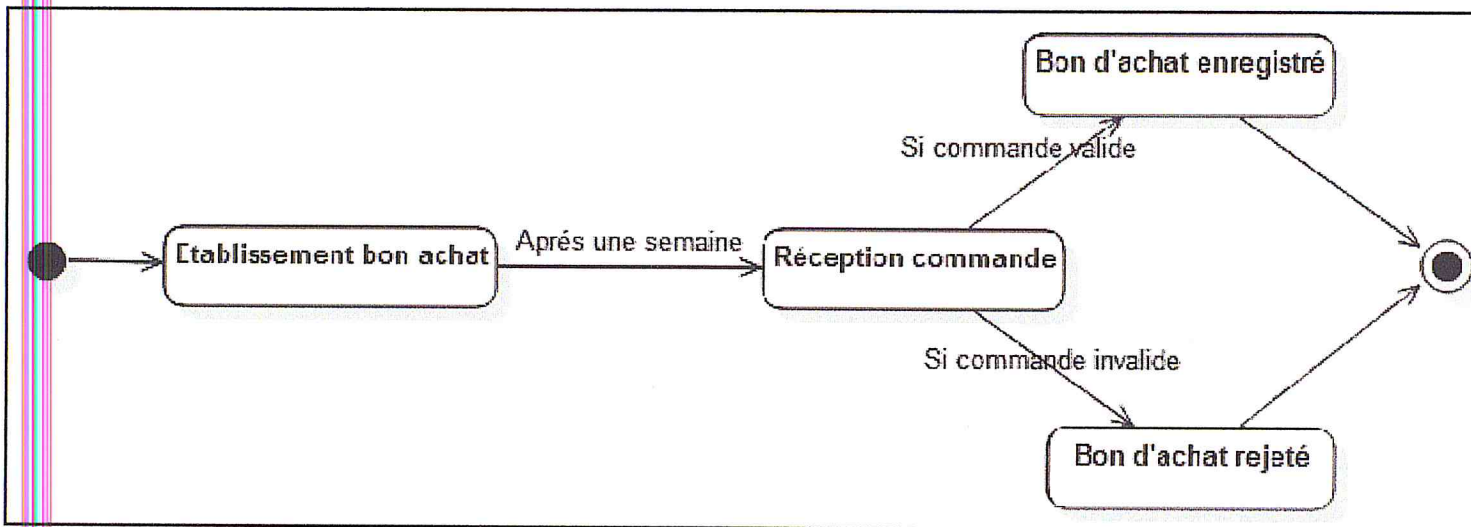 Bon d'achat enregistré
Si commande valide
Etablissement bon achat
Aprés une semaine
Réception commande
Si commande invalide
Bon d'achat rejeté